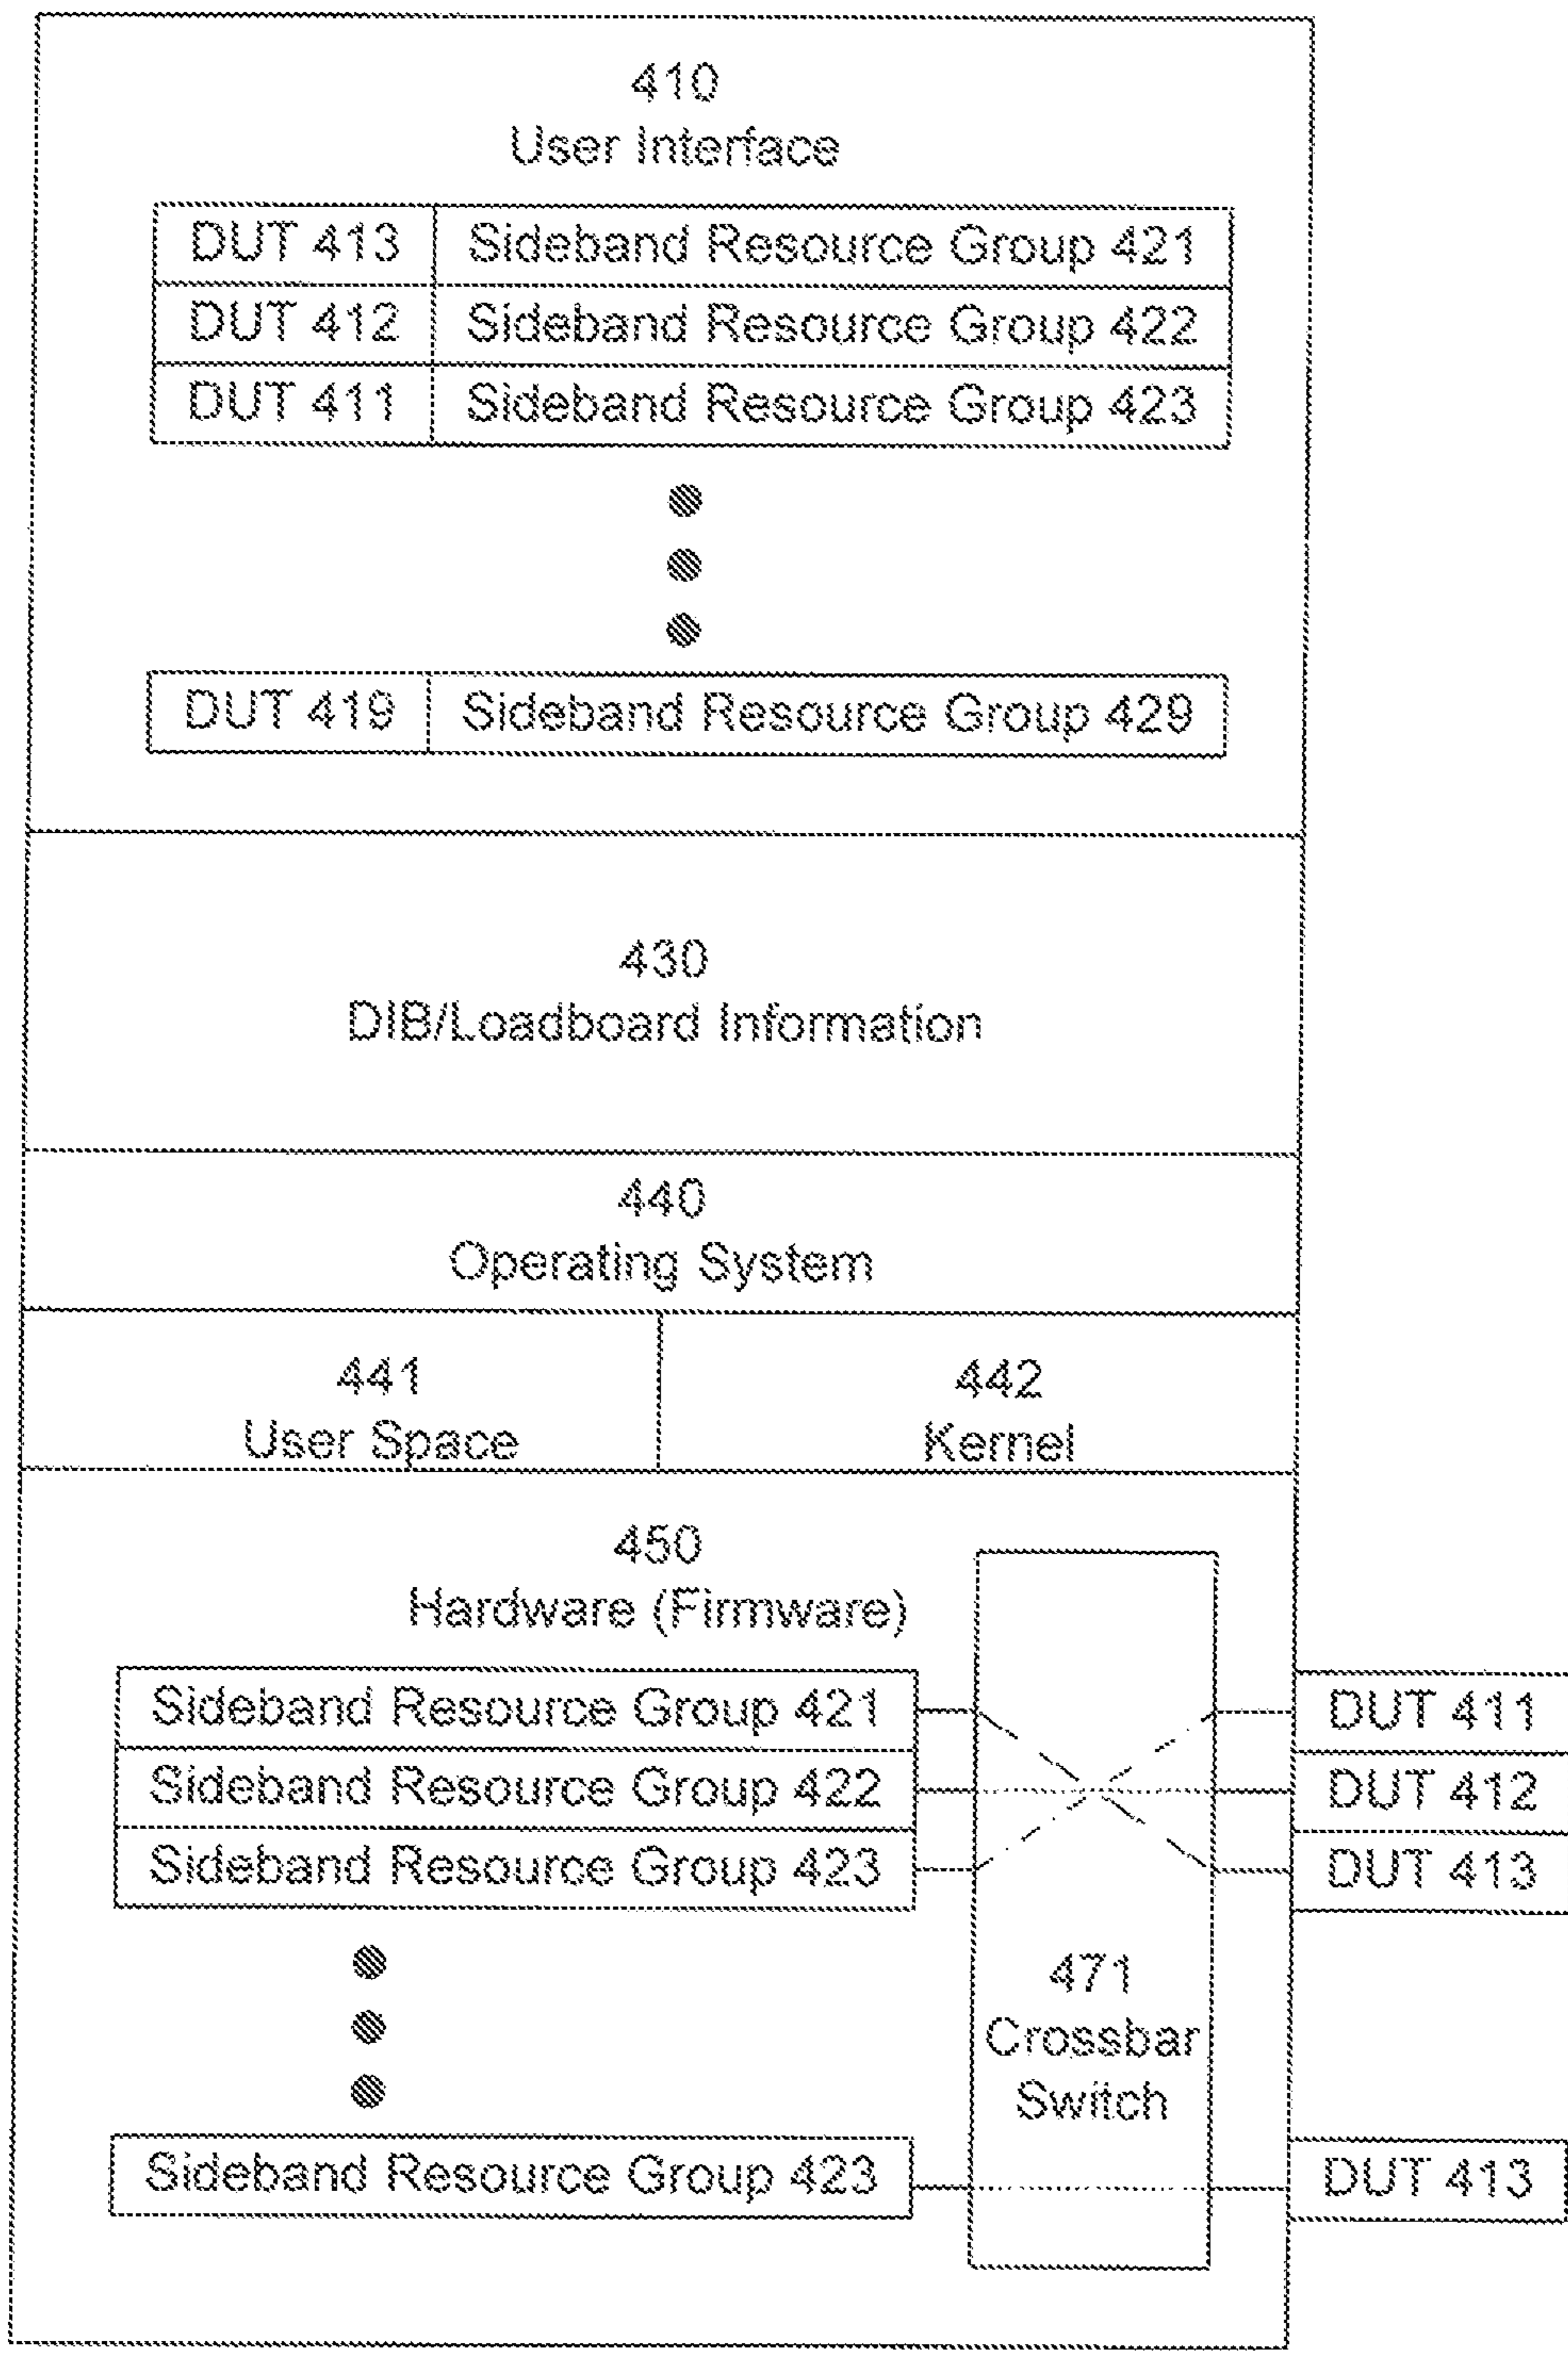 410
User Interface
DUT 413 Sideband Resource Group 421
DUT 412 Sideband Resource Group 422
DUT 411 Sideband Resource Group 423
DUT 419 Sideband Resource Group 429
430
DIB/Loadboard Information
440
Operating System
441
User Space
442
Kernel
450
Hardware (Firmware)
Sideband Resource Group 421
Sideband Resource Group 422
Sideband Resource Group 423
Sideband Resource Group 423
471
Crossbar
Switch
DUT 411
DUT 412
DUT 413
DUT 413